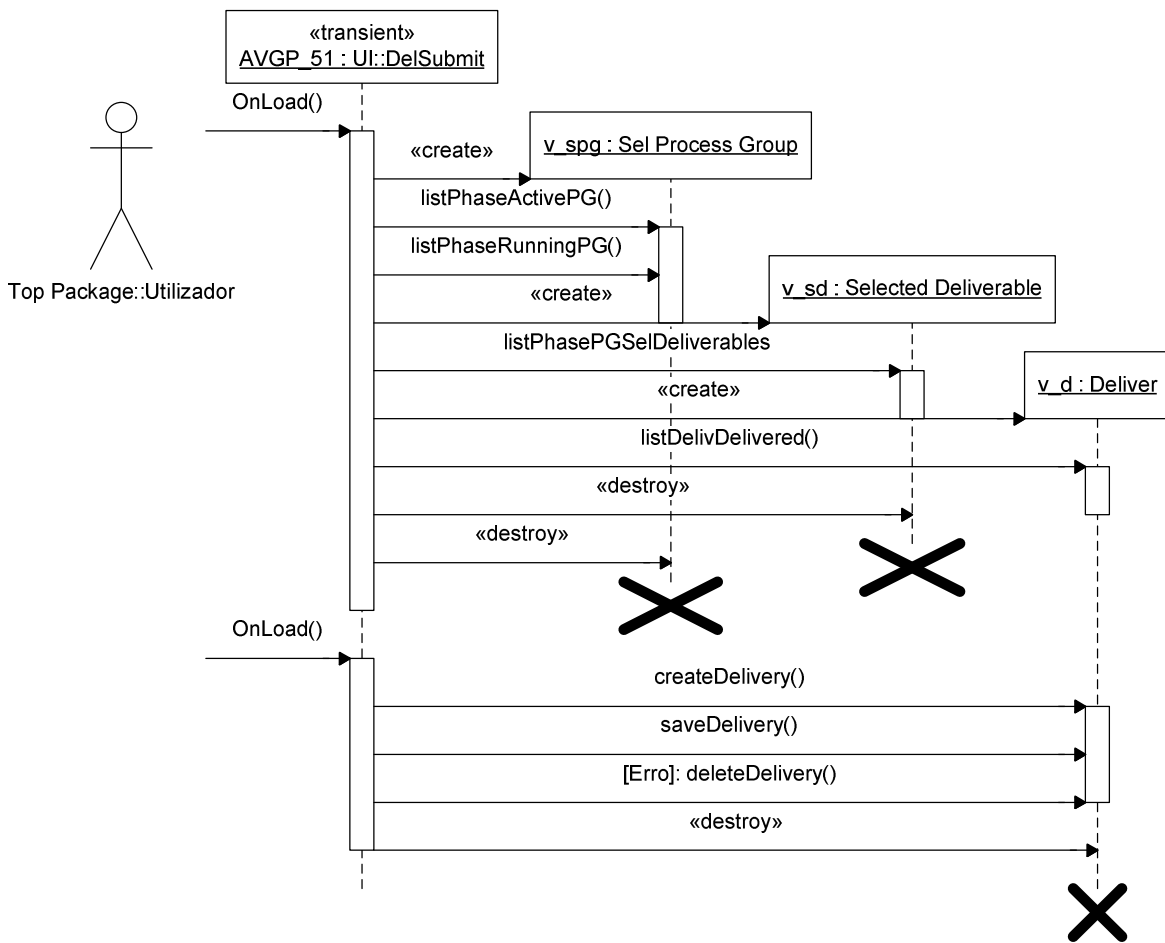 «transient»
AVGP_51 : UI::DelSubmit
OnLoad()
v_spg : Sel Process Group
«create»
listPhaseActivePG()
listPhaseRunningPG()
Top Package::Utilizador
v_sd : Selected Deliverable
«create»
listPhasePGSelDeliverables
v_d : Deliver
«create»
listDelivDelivered()
«destroy»
«destroy»
OnLoad()
createDelivery()
saveDelivery()
[Erro]: deleteDelivery()
«destroy»